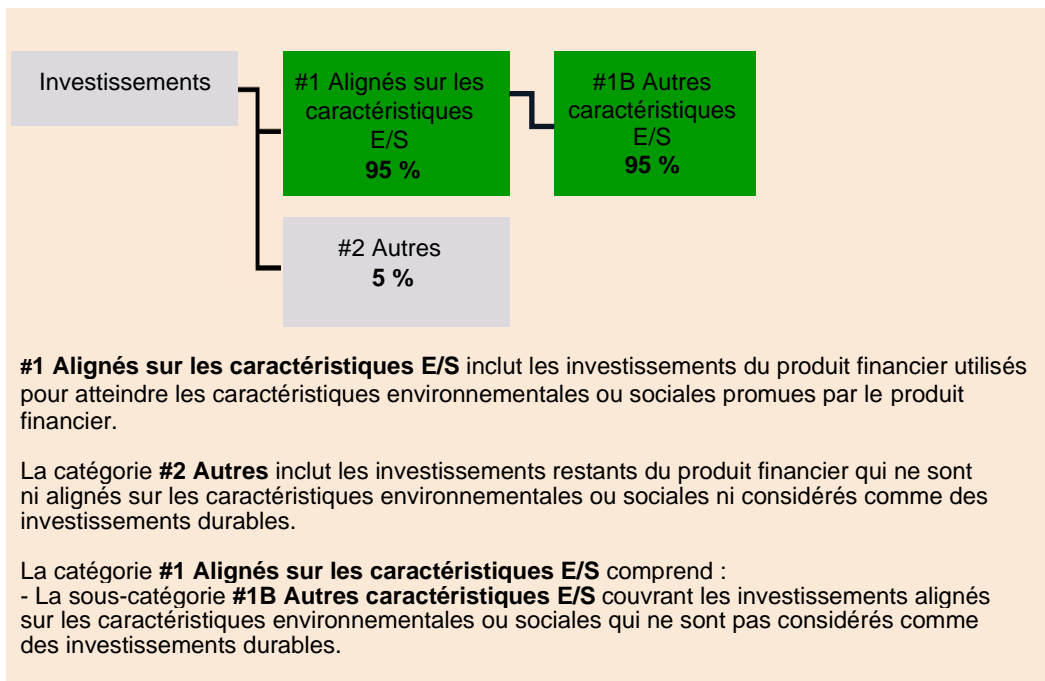 Investissements
#1 Alignés sur les
caractéristiques
E/S
95 %
#1B Autres
caractéristiques
E/S
95 %
#2 Autres
5 %
#1 Alignés sur les caractéristiques E/S inclut les investissements du produit financier utilisés
pour atteindre les caractéristiques environnementales ou sociales promues par le produit
financier.
La catégorie #2 Autres inclut les investissements restants du produit financier qui ne sont
ni alignés sur les caractéristiques environnementales ou sociales ni considérés comme des
investissements durables.
La catégorie #1 Alignés sur les caractéristiques E/S comprend :
- La sous-catégorie #1B Autres caractéristiques E/S couvrant les investissements alignés
sur les caractéristiques environnementales ou sociales qui ne sont pas considérés comme
des investissements durables.